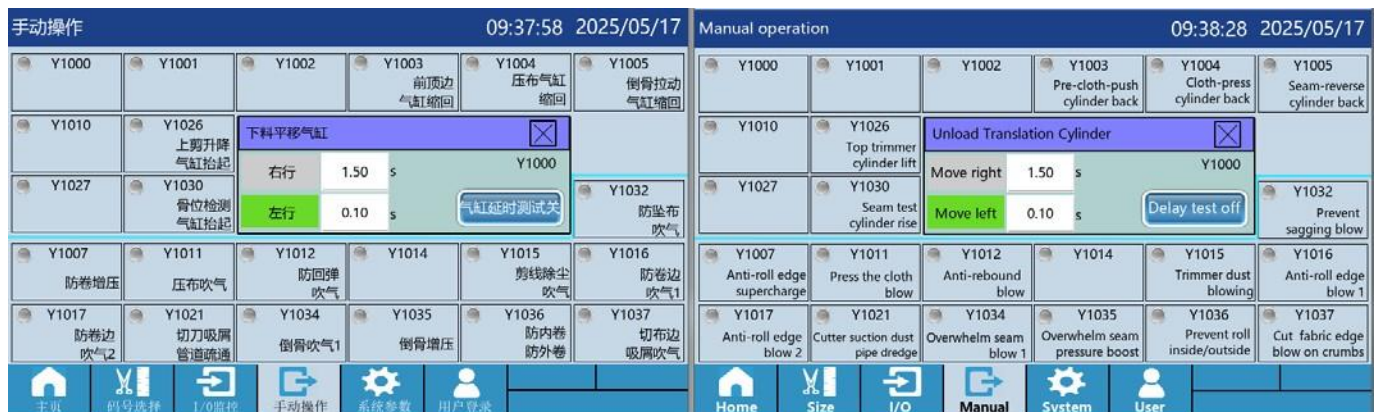 手动操作
09:37:58 2025/05/17
Y1000
Y1001
Y1002
Y1003
前顶边
气缸缩回
Y1004
压布气缸
缩回
Y1005
倒骨拉动
气缸缩回
Y1010
Y1026
上剪升降
气缸抬起
下料平移气缸
Y1000
右行 1.50 s
左行 0.10 s
气缸延时测试关
Y1027
Y1030
骨位检测
气缸抬起
Y1032
防坠布
吹气
Y1007
防卷增压
Y1011
压布吹气
Y1012
防回弹
吹气
Y1014
Y1015
剪线除尘
吹气
Y1016
防卷边
吹气1
Y1017
防卷边
吹气2
Y1021
切刀吸屑
管道疏通
Y1034
倒骨吹气1
Y1035
倒骨增压
Y1036
防内卷
防外卷
Y1037
切布边
吸屑吹气
主页
码号选择
I/O监控
手动操作
系统参数
用户登录
Manual operation
09:38:28 2025/05/17
Y1000
Y1001
Y1002
Y1003
Pre-cloth-push
cylinder back
Y1004
Cloth-press
cylinder back
Y1005
Seam-reverse
cylinder back
Y1010
Y1026
Top trimmer
cylinder lift
Unload Translation Cylinder
Y1000
Move right 1.50 s
Move left 0.10 s
Delay test off
Y1027
Y1030
Seam test
cylinder rise
Y1032
Prevent
sagging blow
Y1007
Anti-roll edge
supercharge
Y1011
Press the cloth
blow
Y1012
Anti-rebound
blow
Y1014
Y1015
Trimmer dust
blowing
Y1016
Anti-roll edge
blow 1
Y1017
Anti-roll edge
blow 2
Y1021
Cutter suction dust
pipe dredge
Y1034
Overwhelm seam
blow 1
Y1035
Overwhelm seam
pressure boost
Y1036
Prevent roll
inside/outside
Y1037
Cut fabric edge
blow on crumbs
Home
Size
I/O
Manual
System
User